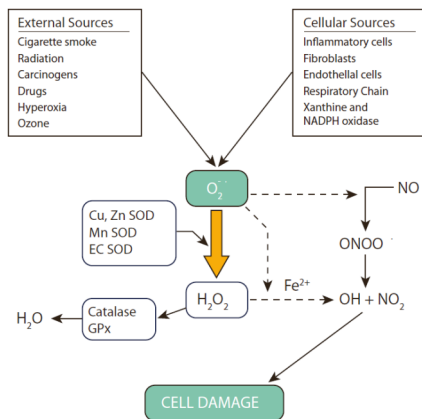 External Sources
Cigarette smoke
Radiation
Carcinogens
Drugs
Hyperoxia
Ozone
Cellular Sources
Inflammatory cells
Fibroblasts
Endothellal cells
Respiratory Chain
Xanthine and
NADPH oxidase
O₂˙⁻
NO
Cu, Zn SOD
Mn SOD
EC SOD
ONOO⁻
Fe²⁺
H₂O
Catalase
GPx
H₂O₂
OH + NO₂
CELL DAMAGE